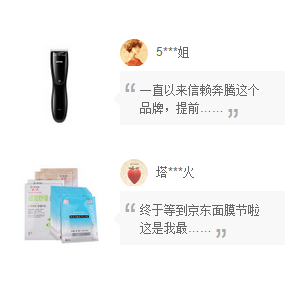 5***姐
一直以来信赖奔腾这个
品牌，提前……
塔***火
终于等到京东面膜节啦
这是我最……